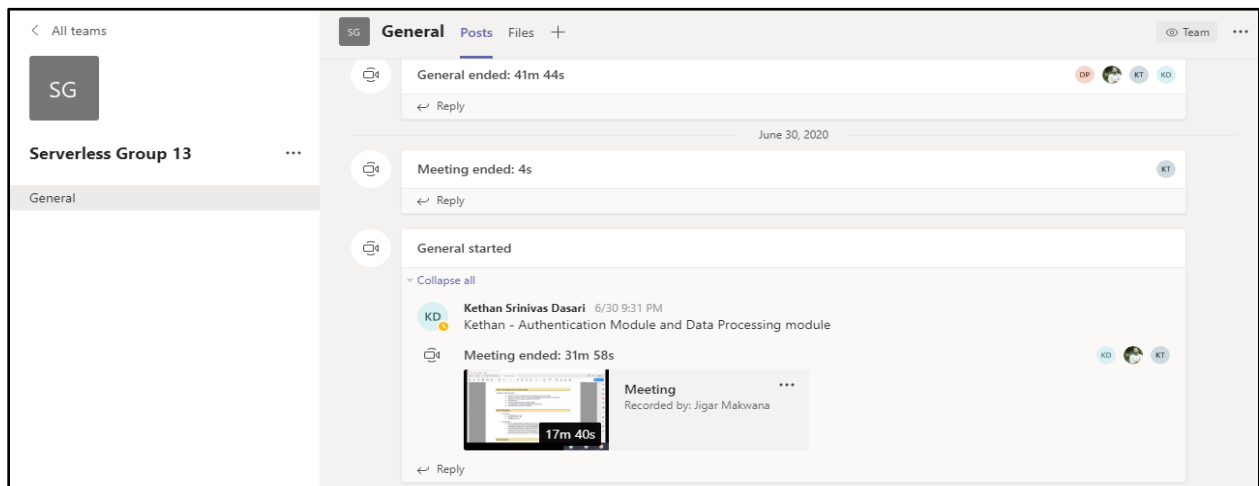 All teams
SG
Serverless Group 13
General
SG General Posts Files
Team
General ended: 41m 44s
DP KT KD
Reply
June 30, 2020
Meeting ended: 4s
KT
Reply
General started
Collapse all
KD
Kethan Srinivas Dasari 6/30 9:31 PM
Kethan - Authentication Module and Data Processing module
Meeting ended: 31m 58s
KD KT
Meeting
Recorded by: Jigar Makwana
17m 40s
Reply